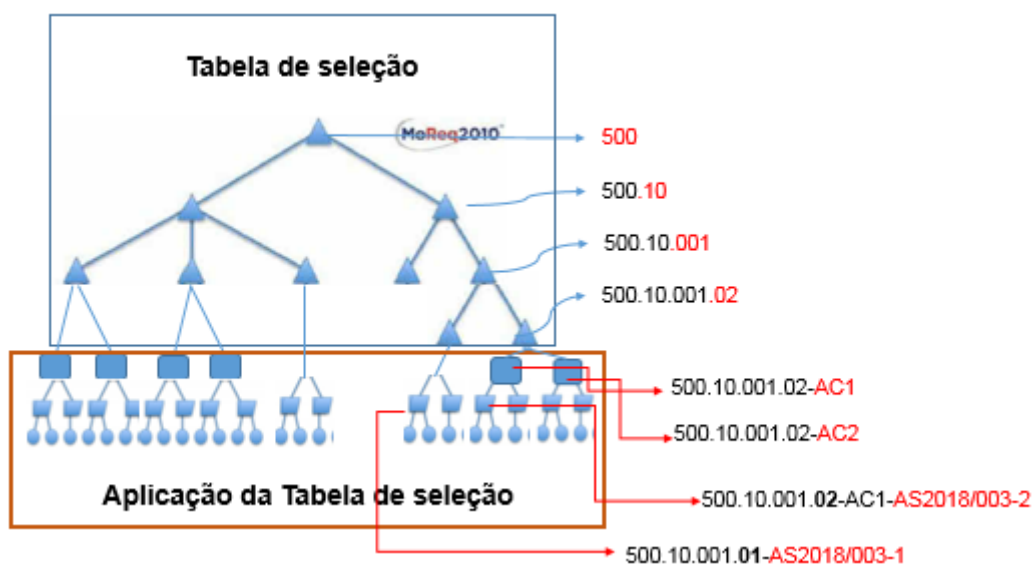 Tabela de seleção
MoReq2010
500
500.10
500.10.001
500.10.001.02
500.10.001.02-AC1
500.10.001.02-AC2
Aplicação da Tabela de seleção
500.10.001.02-AC1-AS2018/003-2
500.10.001.01-AS2018/003-1